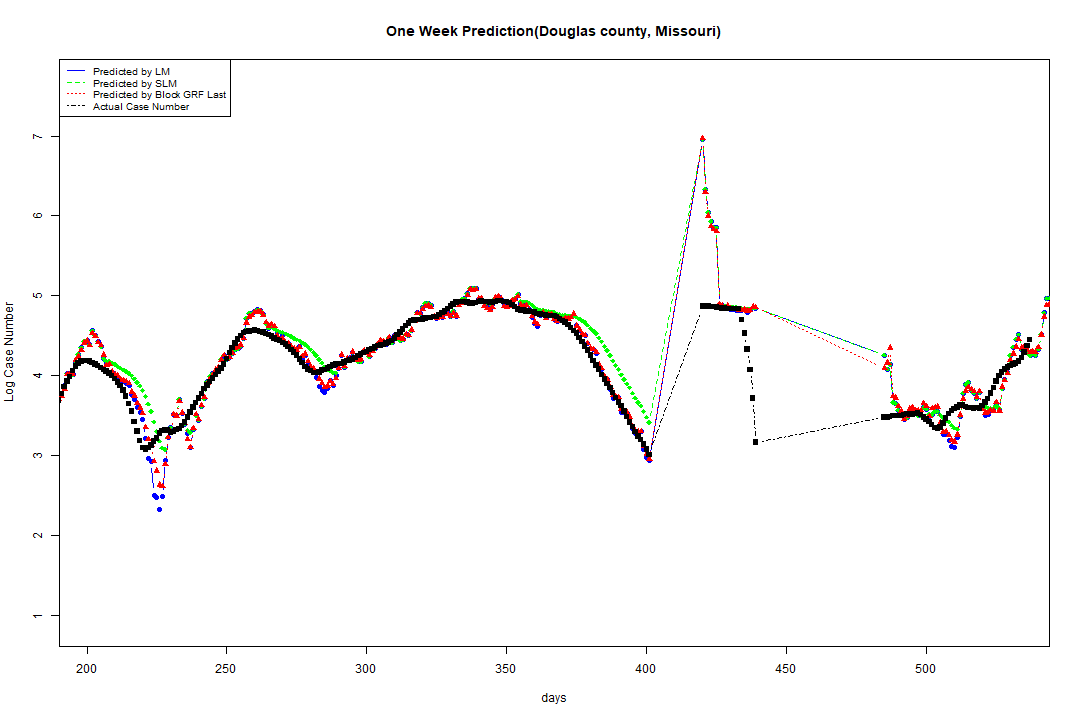 One Week Prediction(Douglas county, Missouri)
Predicted by LM
Predicted by SLM
Predicted by Block GRF Last
Actual Case Number
7
6
5
4
3
2
1
Log Case Number
200 250 300 350 400 450 500
days